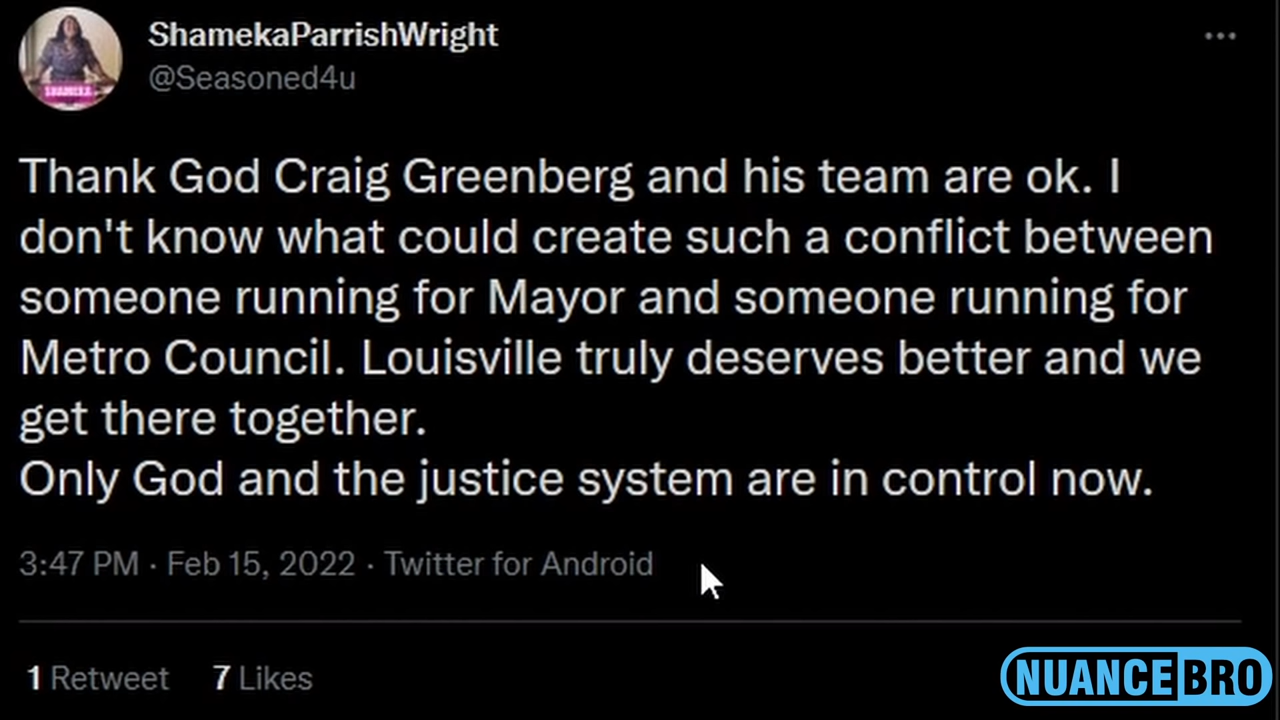 ShamekaParrishWright
@Seasoned4u
SHAMEKA
Thank God Craig Greenberg and his team are ok. I
don't know what could create such a conflict between
someone running for Mayor and someone running for
Metro Council. Louisville truly deserves better and we
get there together.
Only God and the justice system are in control now.
3:47 PM · Feb 15, 2022 · Twitter for Android
1 Retweet 7 Likes
NUANCEBRO